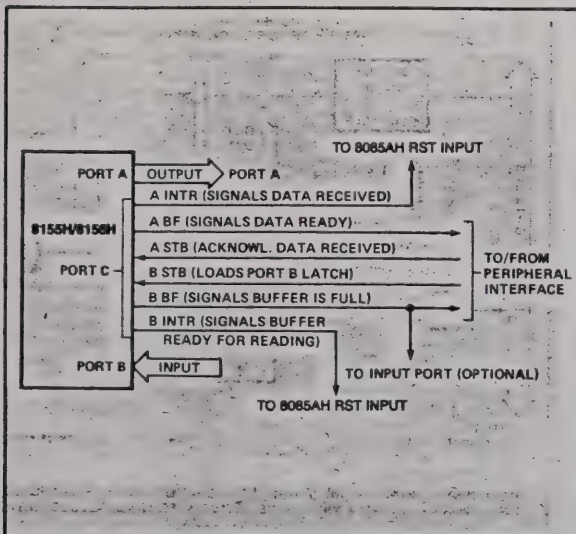 TO 8085AH RST INPUT
PORT A
OUTPUT
PORT A
A INTR (SIGNALS DATA RECEIVED)
8155H/8156H
A BF (SIGNALS DATA READY)
A STB (ACKNOWL. DATA RECEIVED)
TO/FROM
PERIPHERAL
INTERFACE
PORT C
B STB (LOADS PORT B LATCH)
B BF (SIGNALS BUFFER IS FULL)
B INTR (SIGNALS BUFFER
READY FOR READING)
PORT B
INPUT
TO INPUT PORT (OPTIONAL)
TO 8085AH RST INPUT